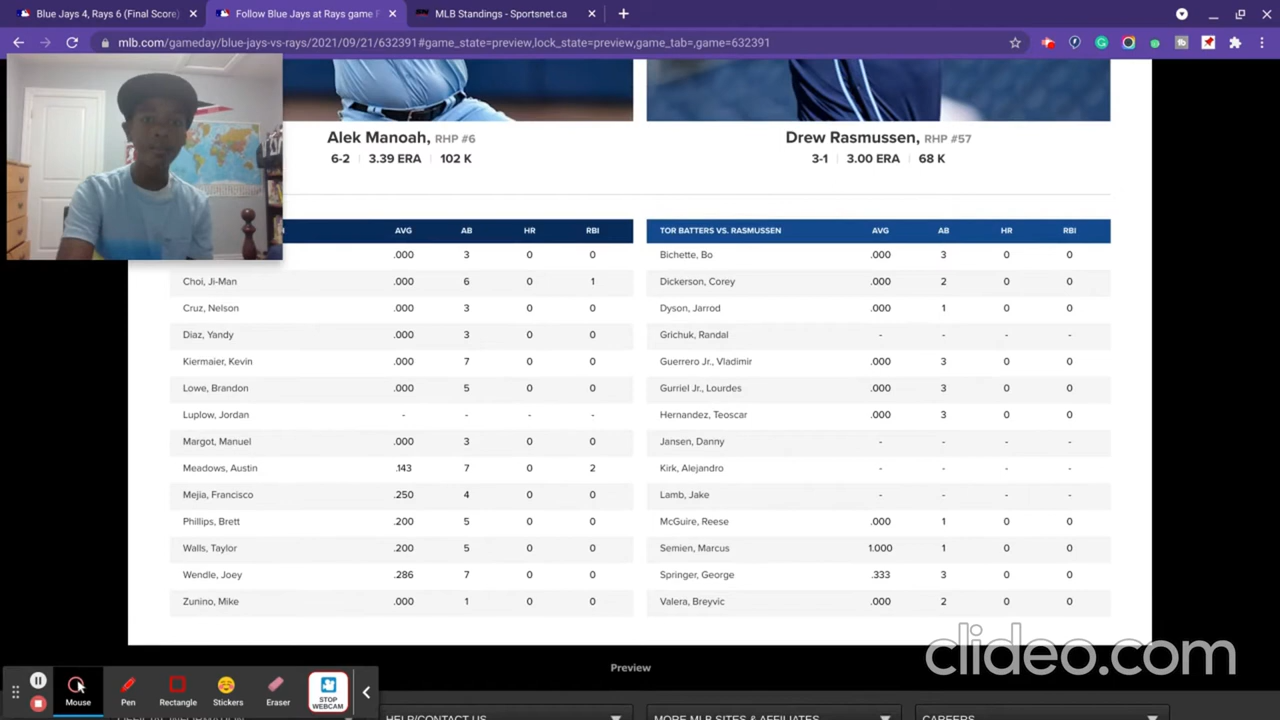 Blue Jays 4, Rays 6 (Final Score)
Follow Blue Jays at Rays game
MLB Standings - Sportsnet.ca
mlb.com/gameday/blue-jays-vs-rays/2021/09/21/632391#game_state=preview,lock_state=preview,game_tab=,game=632391
Alek Manoah, RHP #6
6-2 3.39 ERA 102 K
Drew Rasmussen, RHP #57
3-1 3.00 ERA 68 K
AVG AB HR RBI
.000 3 0 0
Choi, Ji-Man .000 6 0 1
Cruz, Nelson .000 3 0 0
Diaz, Yandy .000 3 0 0
Kiermaier, Kevin .000 7 0 0
Lowe, Brandon .000 5 0 0
Luplow, Jordan - - - -
Margot, Manuel .000 3 0 0
Meadows, Austin .143 7 0 2
Mejia, Francisco .250 4 0 0
Phillips, Brett .200 5 0 0
Walls, Taylor .200 5 0 0
Wendle, Joey .286 7 0 0
Zunino, Mike .000 1 0 0
TOR BATTERS VS. RASMUSSEN AVG AB HR RBI
Bichette, Bo .000 3 0 0
Dickerson, Corey .000 2 0 0
Dyson, Jarrod .000 1 0 0
Grichuk, Randal - - - -
Guerrero Jr., Vladimir .000 3 0 0
Gurriel Jr., Lourdes .000 3 0 0
Hernandez, Teoscar .000 3 0 0
Jansen, Danny - - - -
Kirk, Alejandro - - - -
Lamb, Jake - - - -
McGuire, Reese .000 1 0 0
Semien, Marcus 1.000 1 0 0
Springer, George .333 3 0 0
Valera, Breyvic .000 2 0 0
clideo.com
Preview
Mouse Pen Rectangle Stickers Eraser STOP WEBCAM
HELP/CONTACT US
MORE MLB SITES & AFFILIATES
CAREERS